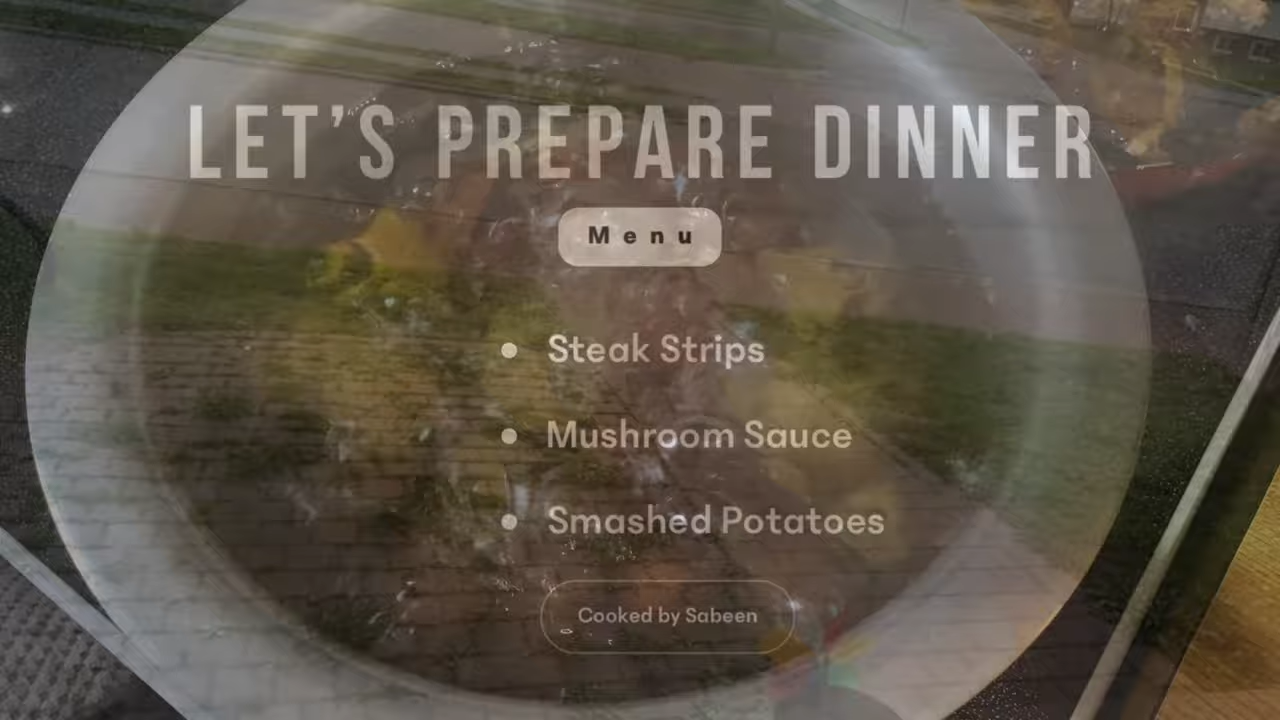 LET'S PREPARE DINNER
Menu
• Steak Strips
• Mushroom Sauce
• Smashed Potatoes
Cooked by Sabeen